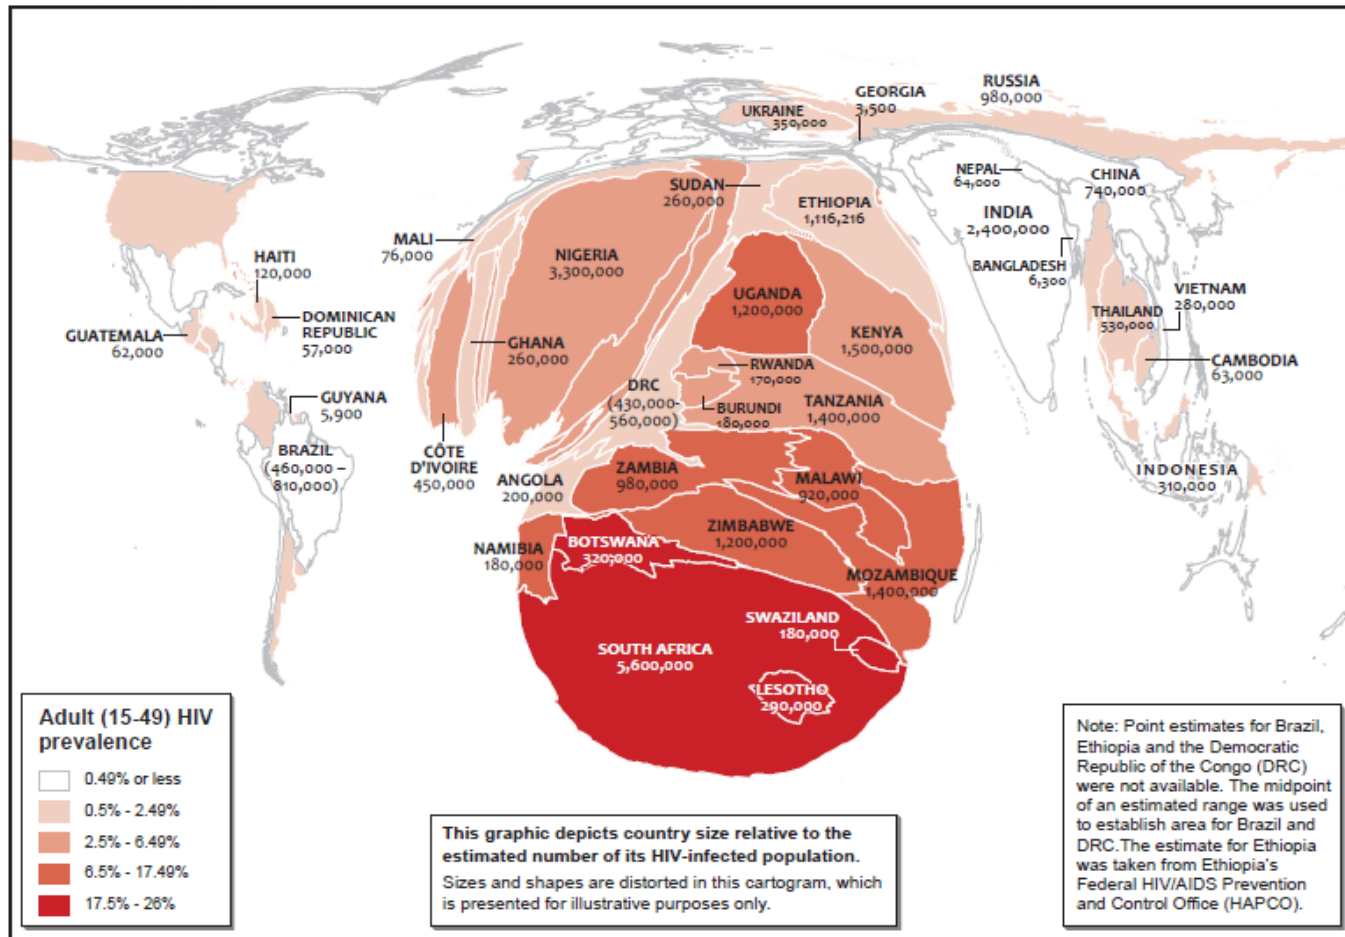 RUSSIA
980,000
GEORGIA
3,500
UKRAINE
350,000
NEPAL
64,000
CHINA
740,000
SUDAN
260,000
ETHIOPIA
1,116,216
INDIA
2,400,000
MALI
76,000
NIGERIA
3,300,000
HAITI
120,000
BANGLADESH
6,300
UGANDA
1,200,000
VIETNAM
280,000
DOMINICAN
REPUBLIC
57,000
THAILAND
530,000
GUATEMALA
62,000
GHANA
260,000
KENYA
1,500,000
CAMBODIA
63,000
RWANDA
170,000
DRC
(430,000-
560,000)
GUYANA
5,900
BURUNDI
180,000
TANZANIA
1,400,000
BRAZIL
(460,000 –
810,000)
CÔTE
D'IVOIRE
450,000
ANGOLA
200,000
ZAMBIA
980,000
MALAWI
920,000
INDONESIA
310,000
ZIMBABWE
1,200,000
NAMIBIA
180,000
BOTSWANA
320,000
MOZAMBIQUE
1,400,000
SWAZILAND
180,000
SOUTH AFRICA
5,600,000
LESOTHO
290,000
Adult (15-49) HIV
prevalence
0.49% or less
0.5% - 2.49%
2.5% - 6.49%
6.5% - 17.49%
17.5% - 26%
This graphic depicts country size relative to the
estimated number of its HIV-infected population.
Sizes and shapes are distorted in this cartogram, which
is presented for illustrative purposes only.
Note: Point estimates for Brazil,
Ethiopia and the Democratic
Republic of the Congo (DRC)
were not available. The midpoint
of an estimated range was used
to establish area for Brazil and
DRC.The estimate for Ethiopia
was taken from Ethiopia's
Federal HIV/AIDS Prevention
and Control Office (HAPCO).